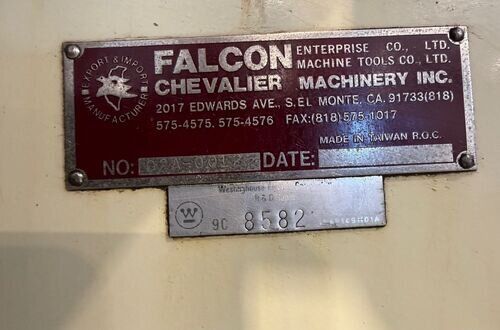 EXPORT & IMPORT
MANUFACTURER
FALCON ENTERPRISE CO., LTD.
MACHINE TOOLS CO., LTD.
CHEVALIER MACHINERY INC.
2017 EDWARDS AVE., S. EL MONTE, CA. 91733 (818)
575-4575. 575-4576 FAX: (818) 575-1017
MADE IN TAIWAN R.O.C.
NO: DATE:
Westinghouse
R & D
W
9C 8582